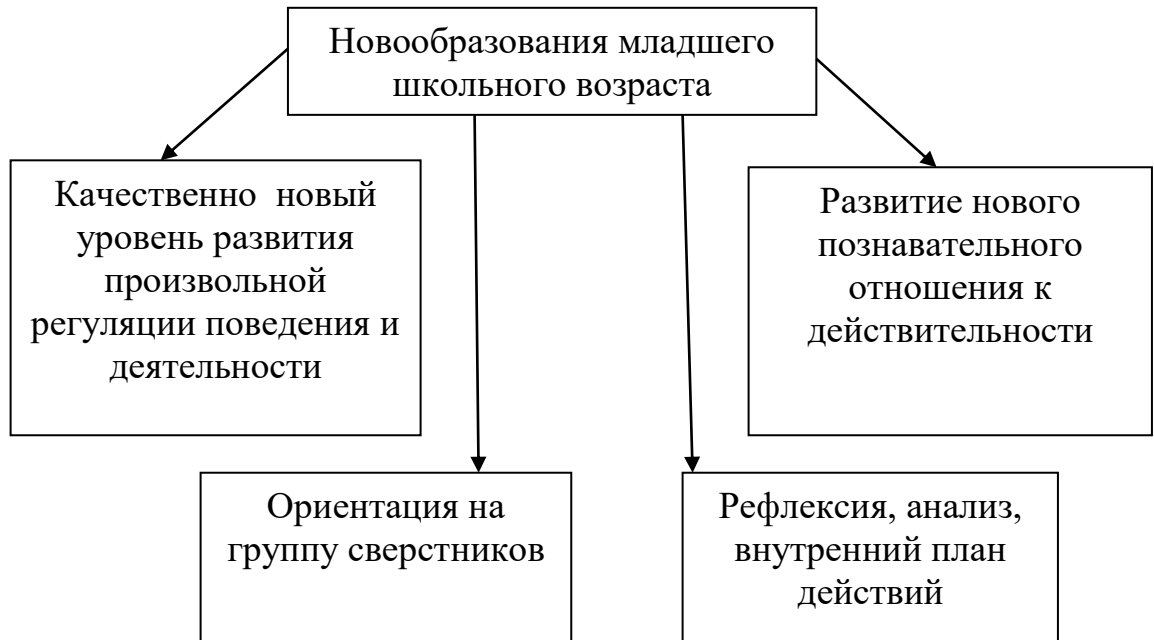 Новообразования младшего
школьного возраста
Качественно  новый
уровень развития
произвольной
регуляции поведения и
деятельности
Развитие нового
познавательного
отношения к
действительности
Ориентация на
группу сверстников
Рефлексия, анализ,
внутренний план
действий